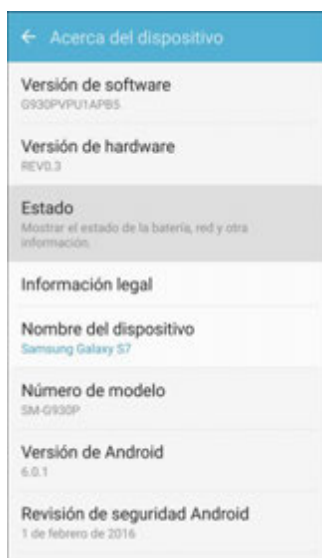 Acerca del dispositivo
Versión de software
G930PVPU1APB5
Versión de hardware
REV0.3
Estado
Mostrar el estado de la batería, red y otra
información.
Información legal
Nombre del dispositivo
Samsung Galaxy S7
Número de modelo
SM-G930P
Versión de Android
6.0.1
Revisión de seguridad Android
1 de febrero de 2016